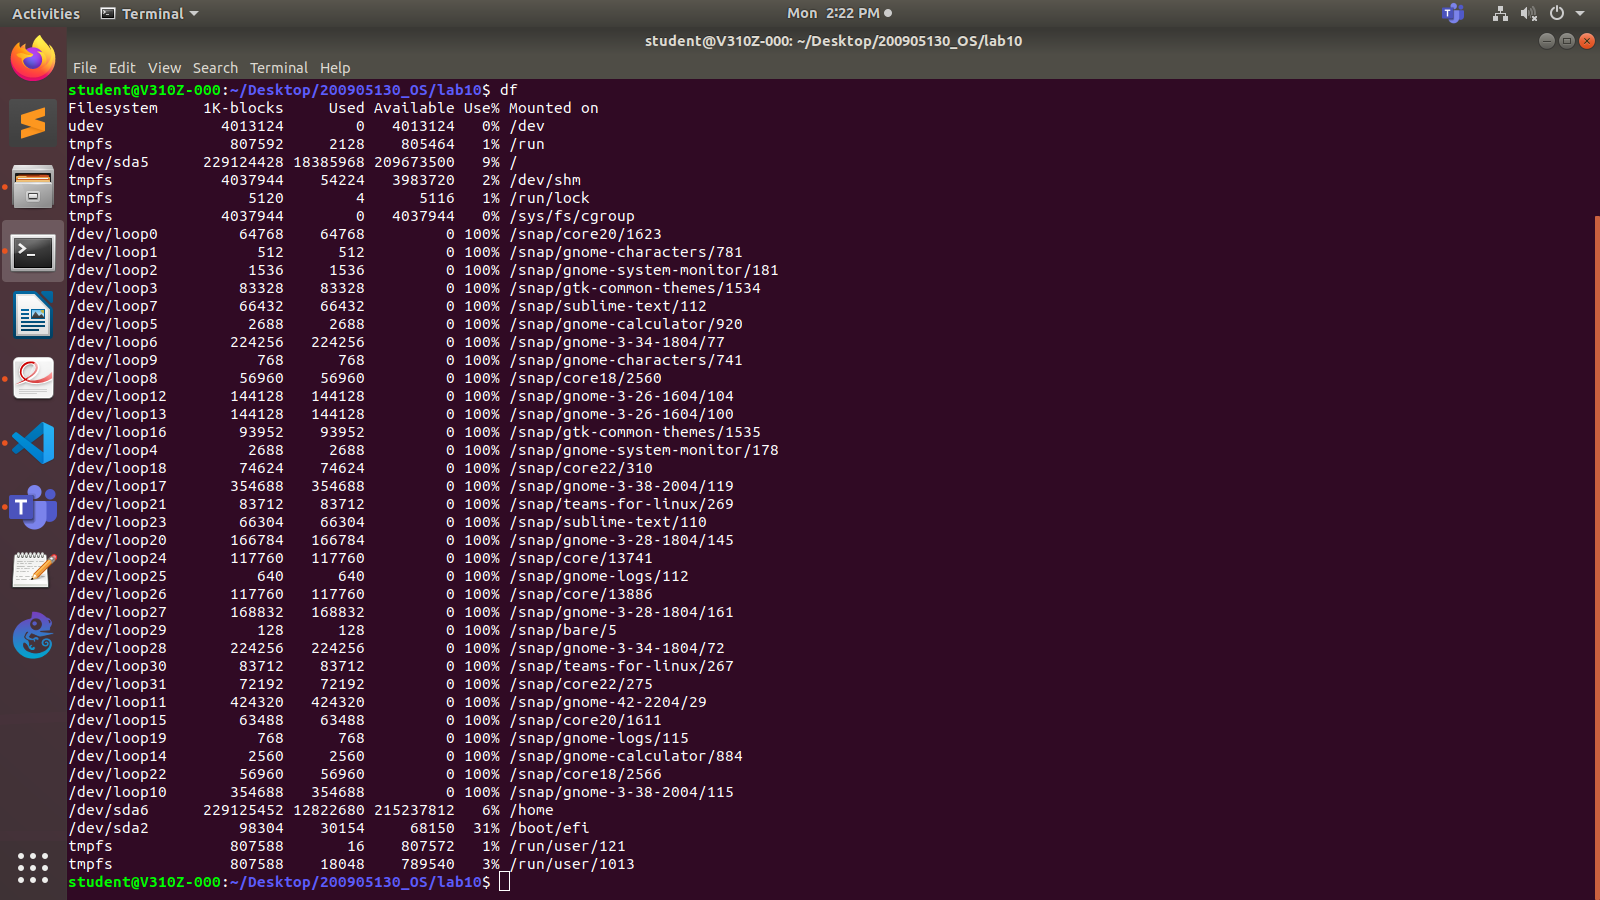 Activities Terminal Mon 2:22 PM
student@V310Z-000: ~/Desktop/200905130_OS/lab10
File Edit View Search Terminal Help
student@V310Z-000:~/Desktop/200905130_OS/lab10$ df
Filesystem     1K-blocks     Used Available Use% Mounted on
udev             4013124        0   4013124   0% /dev
tmpfs             807592     2128    805464   1% /run
/dev/sda5      229124428 18385968 209673500   9% /
tmpfs            4037944    54224   3983720   2% /dev/shm
tmpfs               5120        4      5116   1% /run/lock
tmpfs            4037944        0   4037944   0% /sys/fs/cgroup
/dev/loop0         64768    64768         0 100% /snap/core20/1623
/dev/loop1           512      512         0 100% /snap/gnome-characters/781
/dev/loop2          1536     1536         0 100% /snap/gnome-system-monitor/181
/dev/loop3         83328    83328         0 100% /snap/gtk-common-themes/1534
/dev/loop7         66432    66432         0 100% /snap/sublime-text/112
/dev/loop5          2688     2688         0 100% /snap/gnome-calculator/920
/dev/loop6        224256   224256         0 100% /snap/gnome-3-34-1804/77
/dev/loop9           768      768         0 100% /snap/gnome-characters/741
/dev/loop8         56960    56960         0 100% /snap/core18/2560
/dev/loop12       144128   144128         0 100% /snap/gnome-3-26-1604/104
/dev/loop13       144128   144128         0 100% /snap/gnome-3-26-1604/100
/dev/loop16        93952    93952         0 100% /snap/gtk-common-themes/1535
/dev/loop4          2688     2688         0 100% /snap/gnome-system-monitor/178
/dev/loop18        74624    74624         0 100% /snap/core22/310
/dev/loop17       354688   354688         0 100% /snap/gnome-3-38-2004/119
/dev/loop21        83712    83712         0 100% /snap/teams-for-linux/269
/dev/loop23        66304    66304         0 100% /snap/sublime-text/110
/dev/loop20       166784   166784         0 100% /snap/gnome-3-28-1804/145
/dev/loop24       117760   117760         0 100% /snap/core/13741
/dev/loop25          640      640         0 100% /snap/gnome-logs/112
/dev/loop26       117760   117760         0 100% /snap/core/13886
/dev/loop27       168832   168832         0 100% /snap/gnome-3-28-1804/161
/dev/loop29          128      128         0 100% /snap/bare/5
/dev/loop28       224256   224256         0 100% /snap/gnome-3-34-1804/72
/dev/loop30        83712    83712         0 100% /snap/teams-for-linux/267
/dev/loop31        72192    72192         0 100% /snap/core22/275
/dev/loop11       424320   424320         0 100% /snap/gnome-42-2204/29
/dev/loop15        63488    63488         0 100% /snap/core20/1611
/dev/loop19          768      768         0 100% /snap/gnome-logs/115
/dev/loop14         2560     2560         0 100% /snap/gnome-calculator/884
/dev/loop22        56960    56960         0 100% /snap/core18/2566
/dev/loop10       354688   354688         0 100% /snap/gnome-3-38-2004/115
/dev/sda6      229125452 12822680 215237812   6% /home
/dev/sda2          98304    30154     68150  31% /boot/efi
tmpfs             807588       16    807572   1% /run/user/121
tmpfs             807588    18048    789540   3% /run/user/1013
student@V310Z-000:~/Desktop/200905130_OS/lab10$